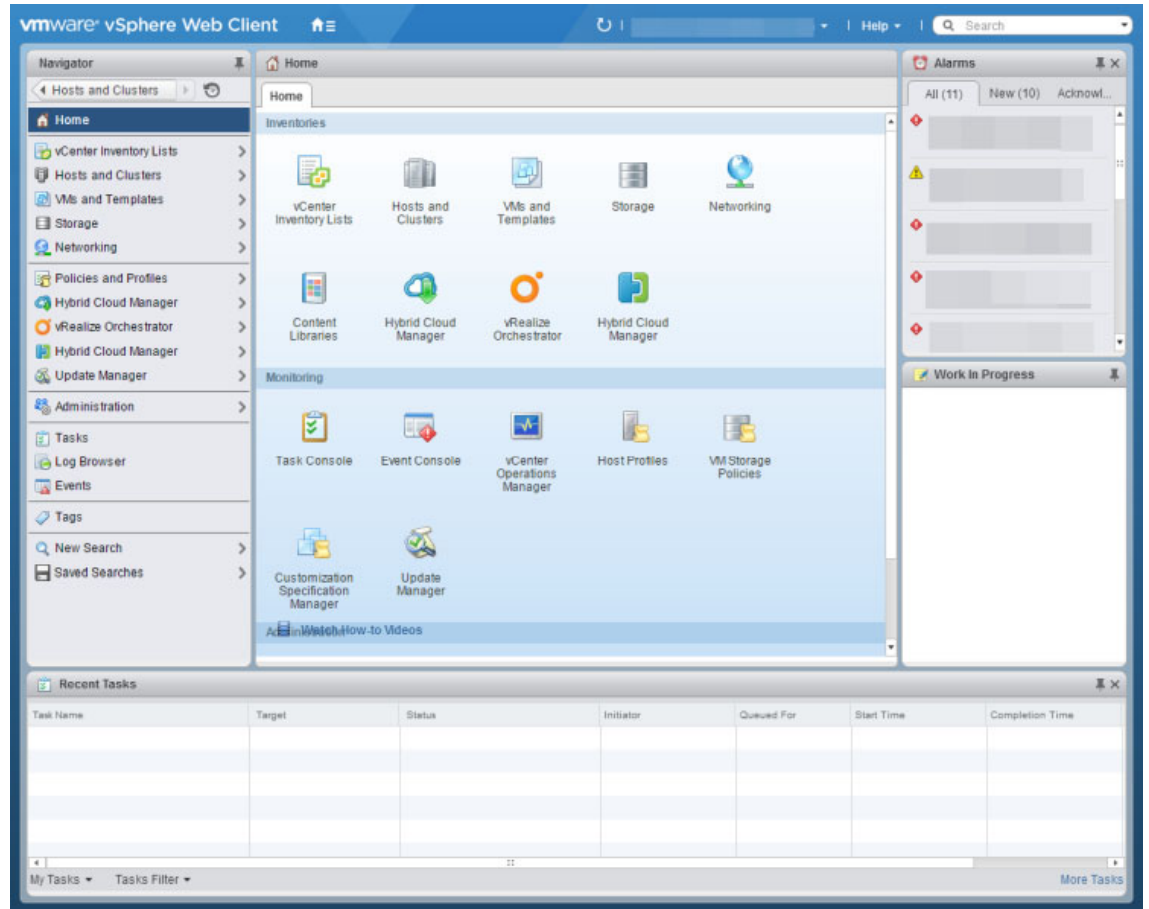 vmware® vSphere Web Client
Help
Search
Navigator
Hosts and Clusters
Home
vCenter Inventory Lists
Hosts and Clusters
VMs and Templates
Storage
Networking
Policies and Profiles
Hybrid Cloud Manager
vRealize Orchestrator
Hybrid Cloud Manager
Update Manager
Administration
Tasks
Log Browser
Events
Tags
New Search
Saved Searches
Home
Home
Inventories
vCenter
Inventory Lists
Hosts and
Clusters
VMs and
Templates
Storage
Networking
Content
Libraries
Hybrid Cloud
Manager
vRealize
Orchestrator
Hybrid Cloud
Manager
Monitoring
Task Console
Event Console
vCenter
Operations
Manager
Host Profiles
VM Storage
Policies
Customization
Specification
Manager
Update
Manager
Administration
Watch How-to Videos
Alarms
All (11) New (10) Acknowl...
Work In Progress
Recent Tasks
Task Name Target Status Initiator Queued For Start Time Completion Time
My Tasks Tasks Filter More Tasks